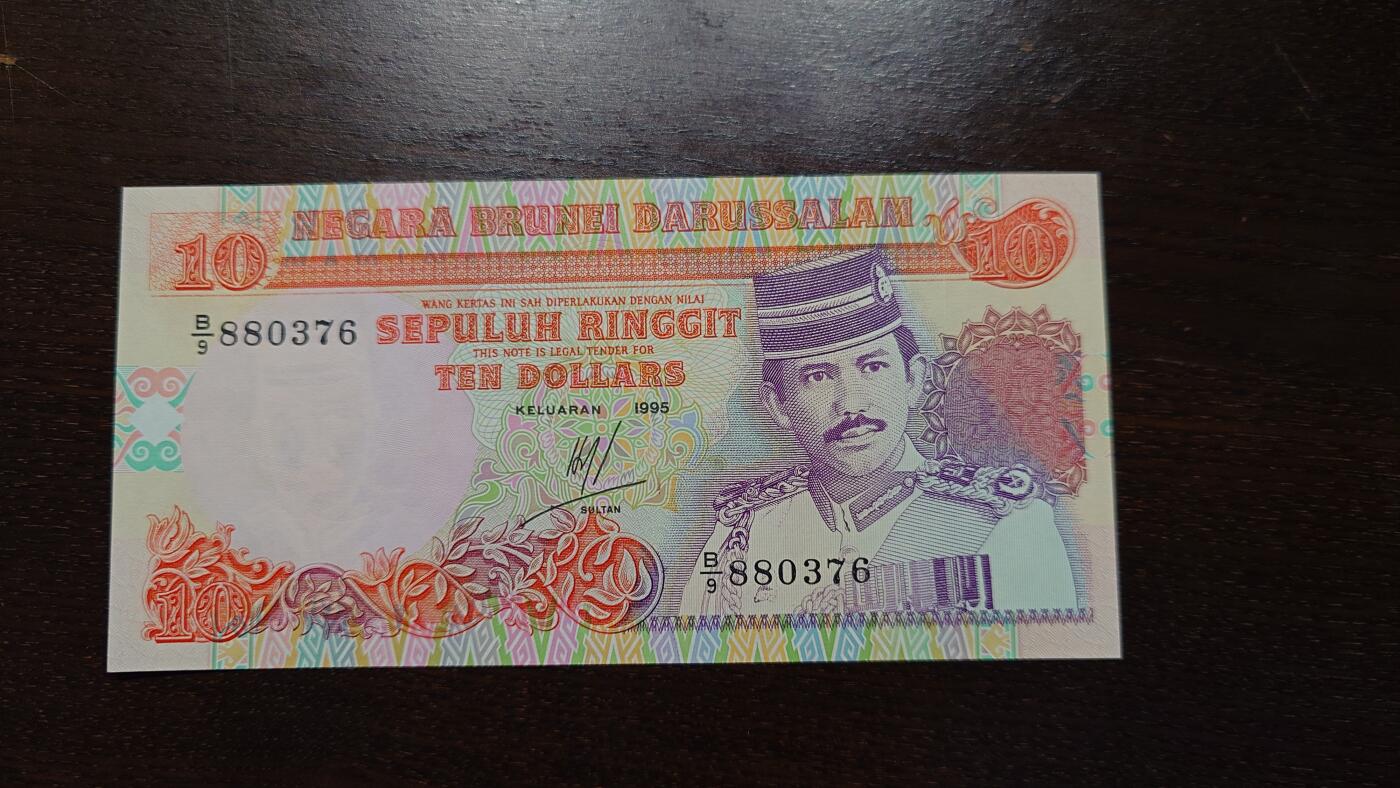 10 NEGARA BRUNEI DARUSSALAM 10
WANG KERTAS INI SAH DIPERLAKUKAN DENGAN NILAI
B/9 880376
SEPULUH RINGGIT
THIS NOTE IS LEGAL TENDER FOR
TEN DOLLARS
KELUARAN 1995
SULTAN
B/9 880376
10